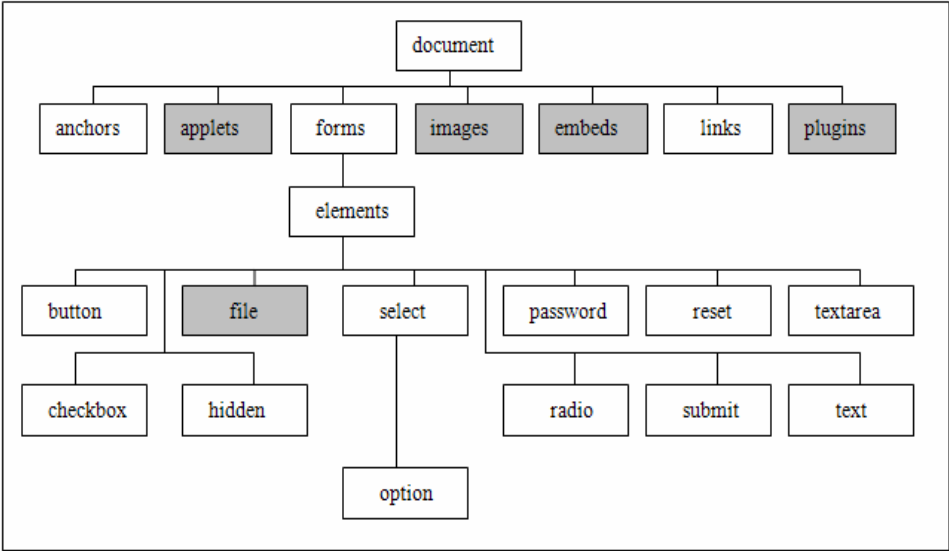 document
anchors applets forms images embeds links plugins
elements
button file select password reset textarea
checkbox hidden radio submit text
option